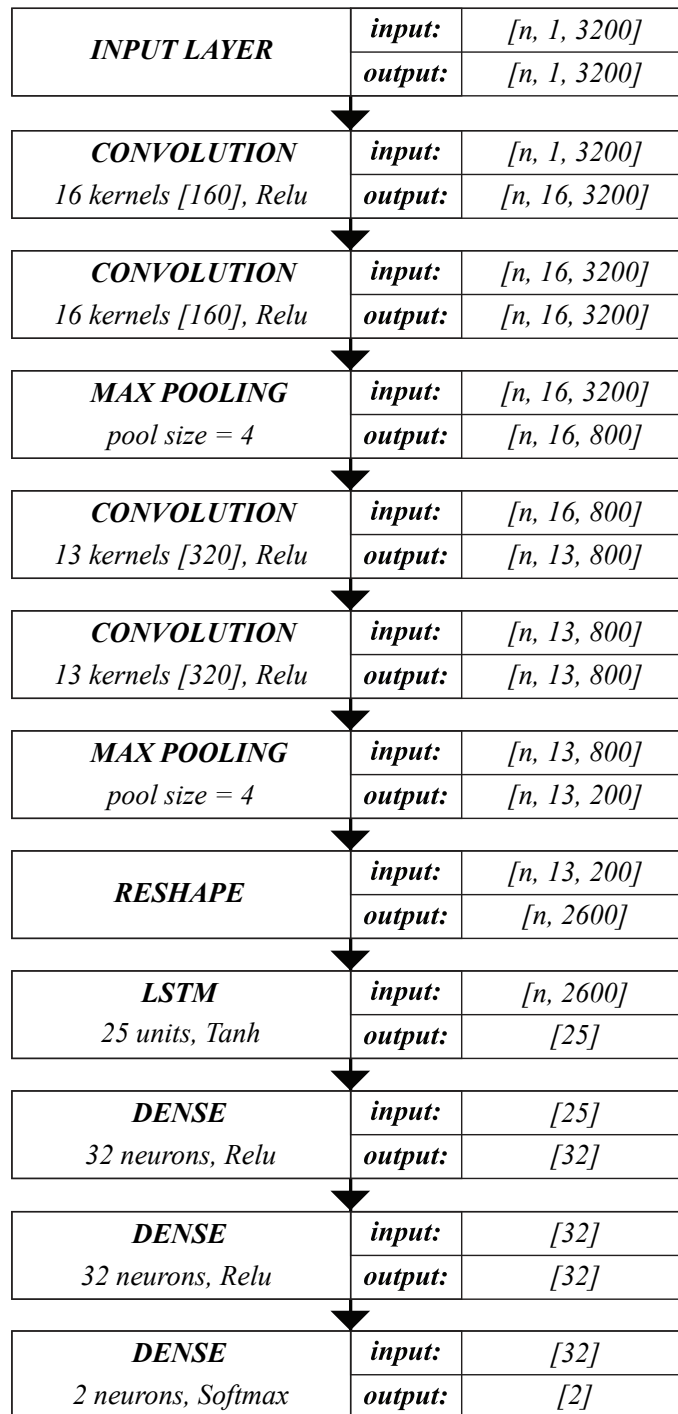 INPUT LAYER
input: [n, 1, 3200]
output: [n, 1, 3200]
CONVOLUTION
16 kernels [160], Relu
input: [n, 1, 3200]
output: [n, 16, 3200]
CONVOLUTION
16 kernels [160], Relu
input: [n, 16, 3200]
output: [n, 16, 3200]
MAX POOLING
pool size = 4
input: [n, 16, 3200]
output: [n, 16, 800]
CONVOLUTION
13 kernels [320], Relu
input: [n, 16, 800]
output: [n, 13, 800]
CONVOLUTION
13 kernels [320], Relu
input: [n, 13, 800]
output: [n, 13, 800]
MAX POOLING
pool size = 4
input: [n, 13, 800]
output: [n, 13, 200]
RESHAPE
input: [n, 13, 200]
output: [n, 2600]
LSTM
25 units, Tanh
input: [n, 2600]
output: [25]
DENSE
32 neurons, Relu
input: [25]
output: [32]
DENSE
32 neurons, Relu
input: [32]
output: [32]
DENSE
2 neurons, Softmax
input: [32]
output: [2]